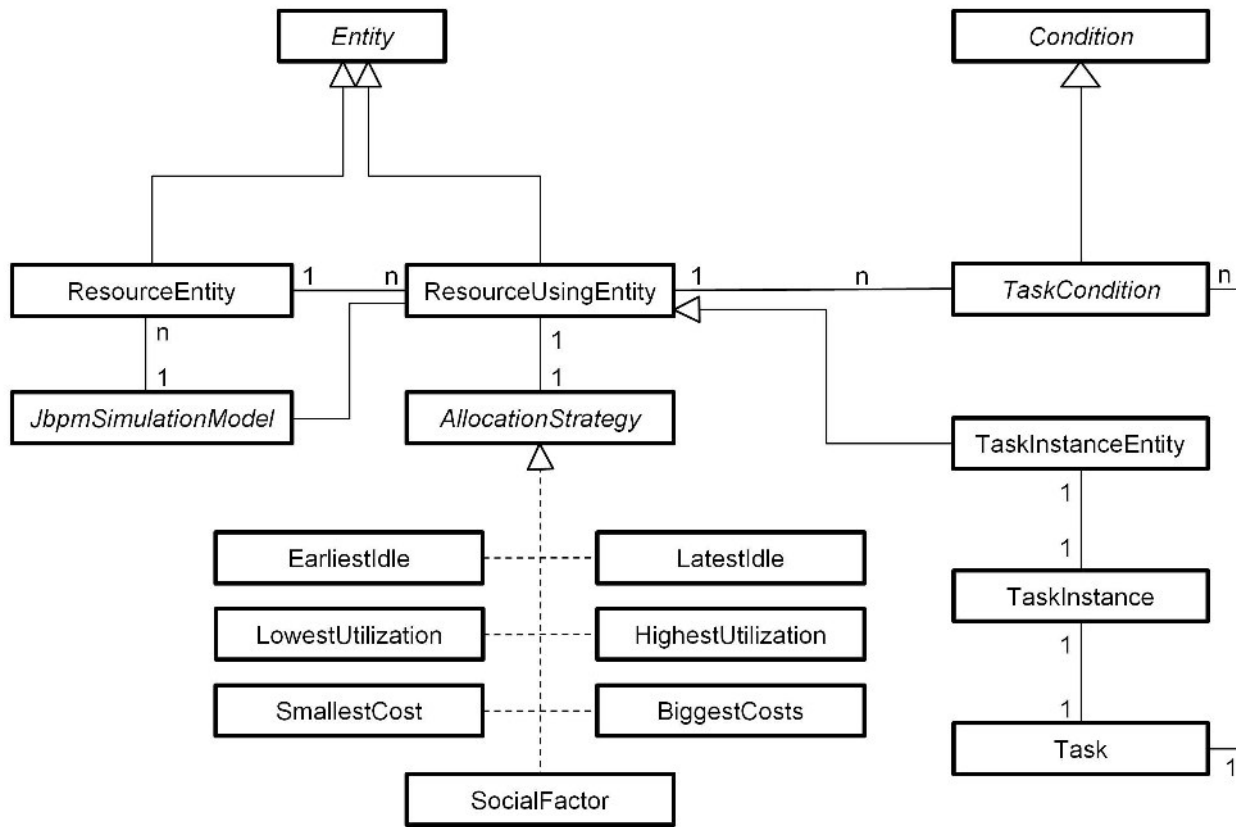 Entity
Condition
ResourceEntity
1
n
ResourceUsingEntity
1
n
TaskCondition
n
n
1
1
1
JbpmSimulationModel
AllocationStrategy
TaskInstanceEntity
1
1
EarliestIdle
LatestIdle
TaskInstance
LowestUtilization
HighestUtilization
1
SmallestCost
BiggestCosts
1
Task
1
SocialFactor